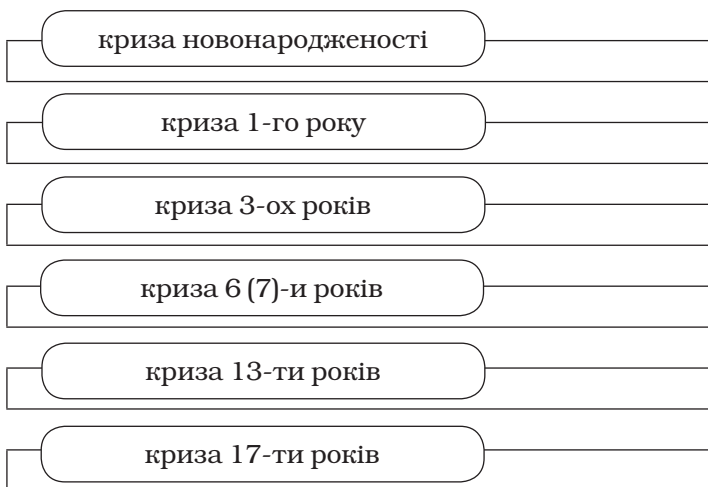 криза новонародженості
криза 1-го року
криза 3-ох років
криза 6 (7)-и років
криза 13-ти років
криза 17-ти років